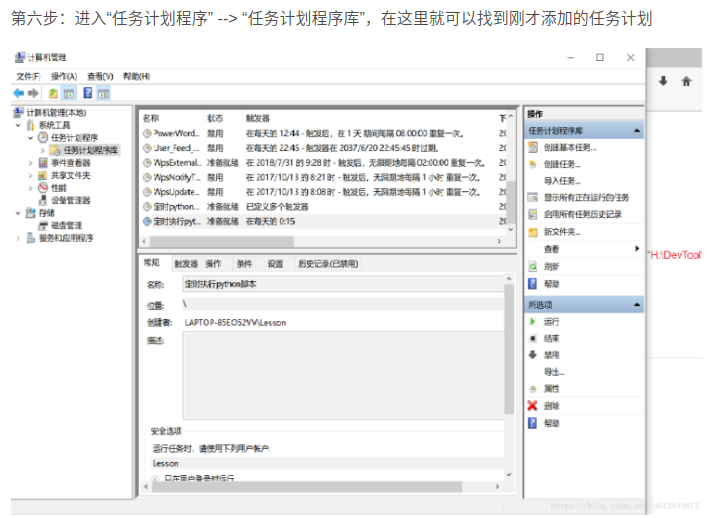 第六步：进入“任务计划程序” --> “任务计划程序库”，在这里就可以找到刚才添加的任务计划
计算机管理
文件(F) 操作(A) 查看(V) 帮助(H)
计算机管理(本地)
系统工具
任务计划程序
任务计划程序库
事件查看器
共享文件夹
性能
设备管理器
存储
磁盘管理
服务和应用程序
名称 状态 触发器 下
PowerWord... 禁用 在每天的 12:44 - 触发后，在 1 天 期间每隔 08:00:00 重复一次。 20
User_Feed_... 禁用 在每天的 22:45 - 触发器在 2037/6/20 22:45:45 时过期。 20
WpsExternal... 准备就绪 在 2018/7/31 的 9:28 时 - 触发后，无限期地每隔 02:00:00 重复一次。 20
WpsNotifyT... 禁用 在 2017/10/13 的 8:21 时 - 触发后，无限期地每隔 1 小时 重复一次。 20
WpsUpdate... 禁用 在 2017/10/13 的 8:08 时 - 触发后，无限期地每隔 1 小时 重复一次。 20
定时python... 准备就绪 已定义多个触发器 20
定时执行pyt... 准备就绪 在每天的 0:15 20
常规 触发器 操作 条件 设置 历史记录(已禁用)
名称: 定时执行python脚本
位置: \
创建者: LAPTOP-85EO52VV\Lesson
描述:
安全选项
运行任务时，请使用下列用户帐户:
Lesson
只在用户登录时运行
操作
任务计划程序库
创建基本任务...
创建任务...
导入任务...
显示所有正在运行的任务
启用所有任务历史记录
新文件夹...
查看
刷新
帮助
所选项
运行
结束
禁用
导出...
属性
删除
帮助
"H:\DevTool